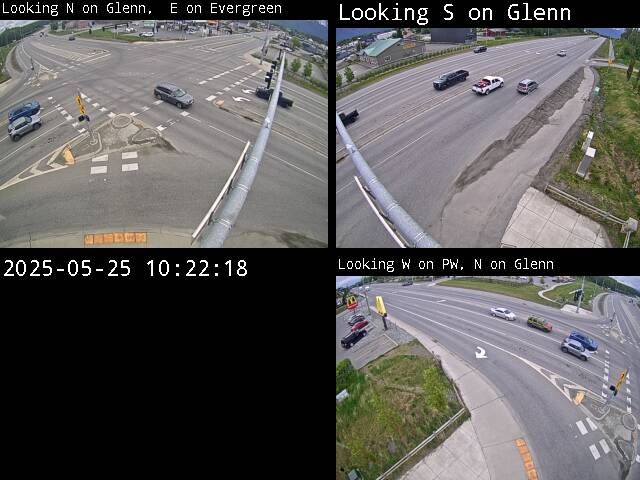 Looking N on Glenn,  E on Evergreen
Looking S on Glenn
2025-05-25 10:22:18
Looking W on PW, N on Glenn